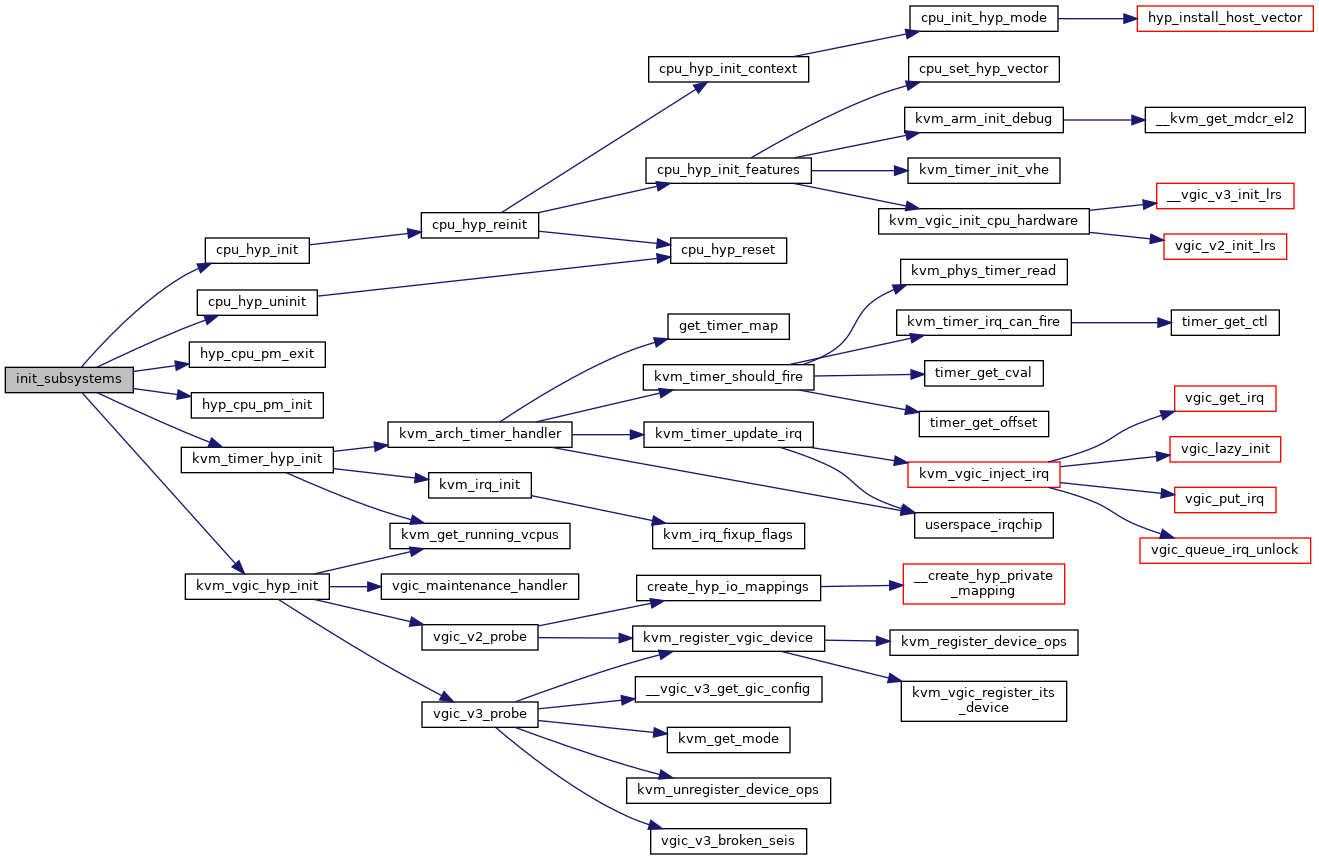 cpu_init_hyp_mode
hyp_install_host_vector
cpu_hyp_init_context
cpu_set_hyp_vector
kvm_arm_init_debug
__kvm_get_mdcr_el2
cpu_hyp_init_features
kvm_timer_init_vhe
__vgic_v3_init_lrs
cpu_hyp_reinit
kvm_vgic_init_cpu_hardware
cpu_hyp_init
cpu_hyp_reset
vgic_v2_init_lrs
kvm_phys_timer_read
cpu_hyp_uninit
get_timer_map
kvm_timer_irq_can_fire
timer_get_ctl
hyp_cpu_pm_exit
init_subsystems
kvm_timer_should_fire
timer_get_cval
hyp_cpu_pm_init
vgic_get_irq
timer_get_offset
kvm_arch_timer_handler
kvm_timer_update_irq
vgic_lazy_init
kvm_timer_hyp_init
kvm_vgic_inject_irq
kvm_irq_init
vgic_put_irq
userspace_irqchip
kvm_get_running_vcpus
kvm_irq_fixup_flags
vgic_queue_irq_unlock
kvm_vgic_hyp_init
vgic_maintenance_handler
create_hyp_io_mappings
__create_hyp_private
_mapping
vgic_v2_probe
kvm_register_vgic_device
kvm_register_device_ops
__vgic_v3_get_gic_config
kvm_vgic_register_its
_device
vgic_v3_probe
kvm_get_mode
kvm_unregister_device_ops
vgic_v3_broken_seis